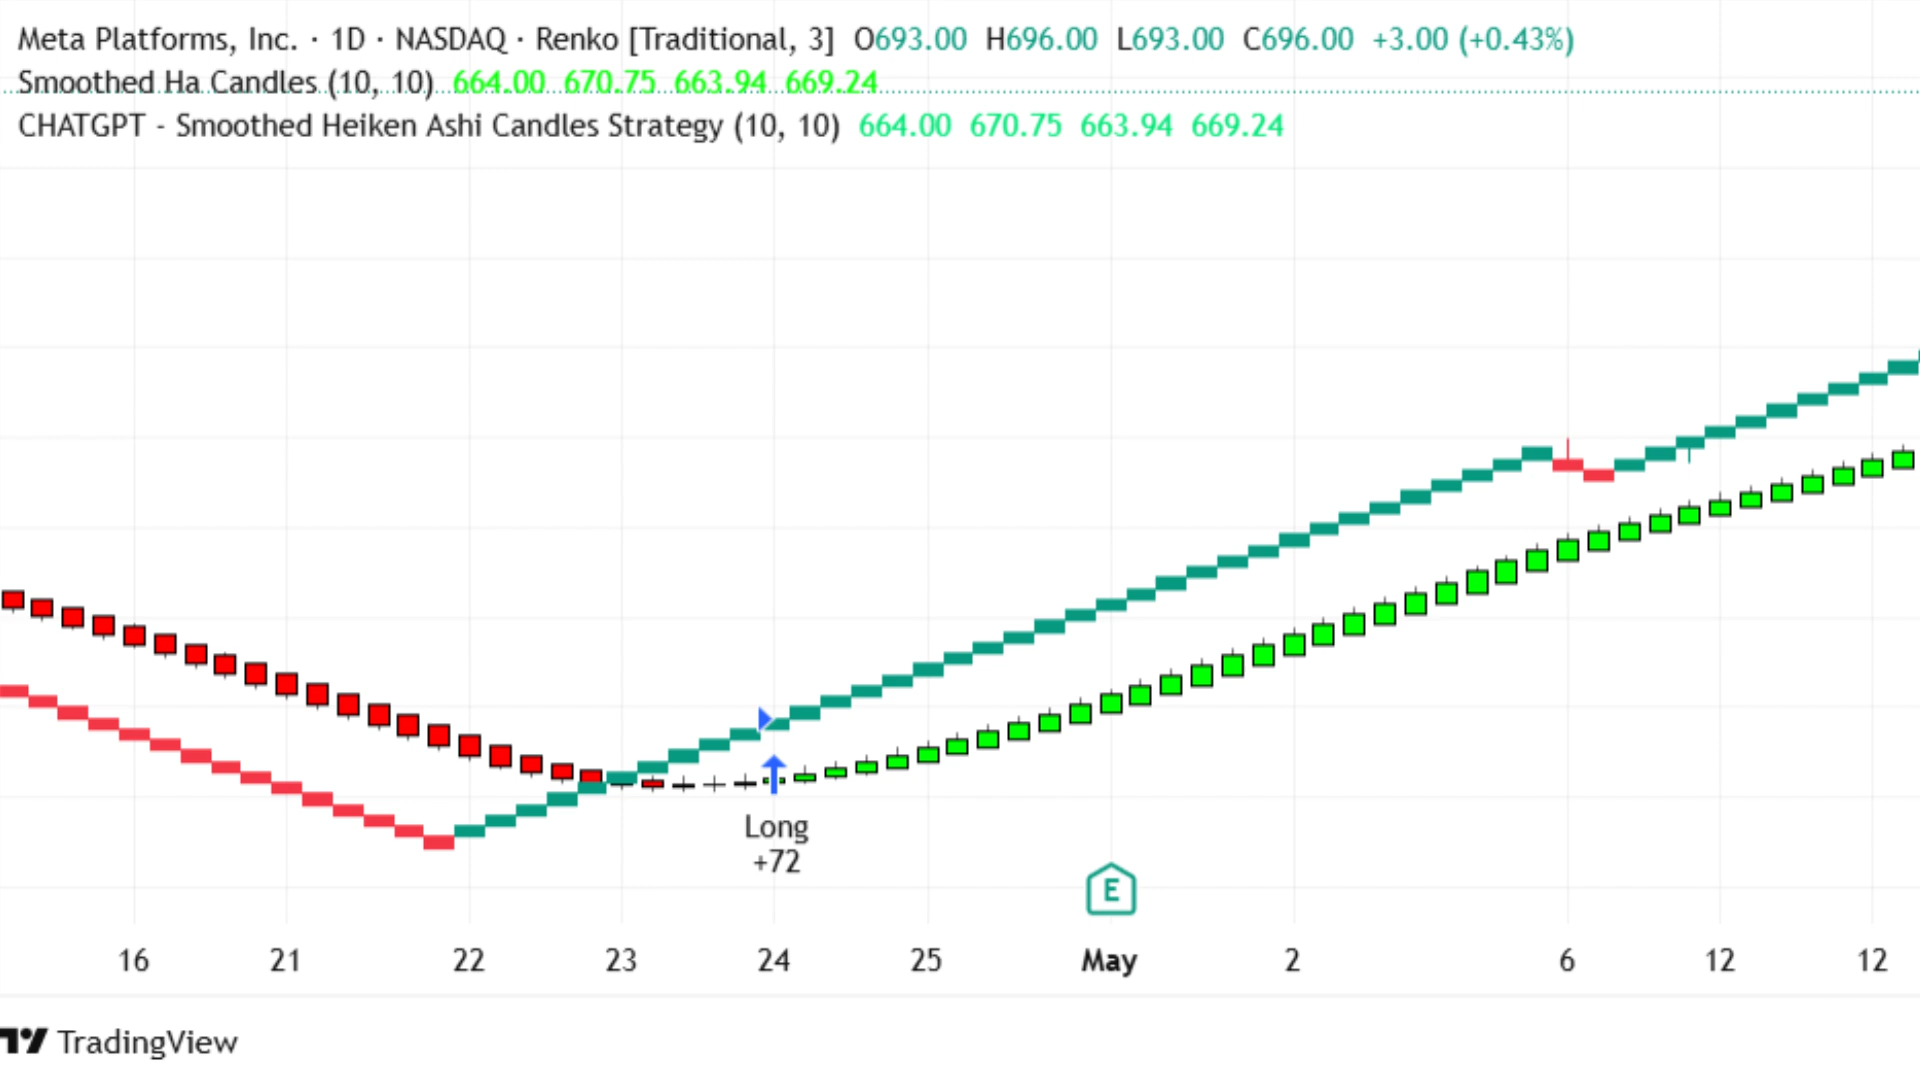 Meta Platforms, Inc. · 1D · NASDAQ · Renko [Traditional, 3] O693.00 H696.00 L693.00 C696.00 +3.00 (+0.43%)
Smoothed Ha Candles (10, 10) 664.00 670.75 663.94 669.24
CHATGPT - Smoothed Heiken Ashi Candles Strategy (10, 10) 664.00 670.75 663.94 669.24
Long
+72
E
16 21 22 23 24 25 May 2 6 12 12
TradingView